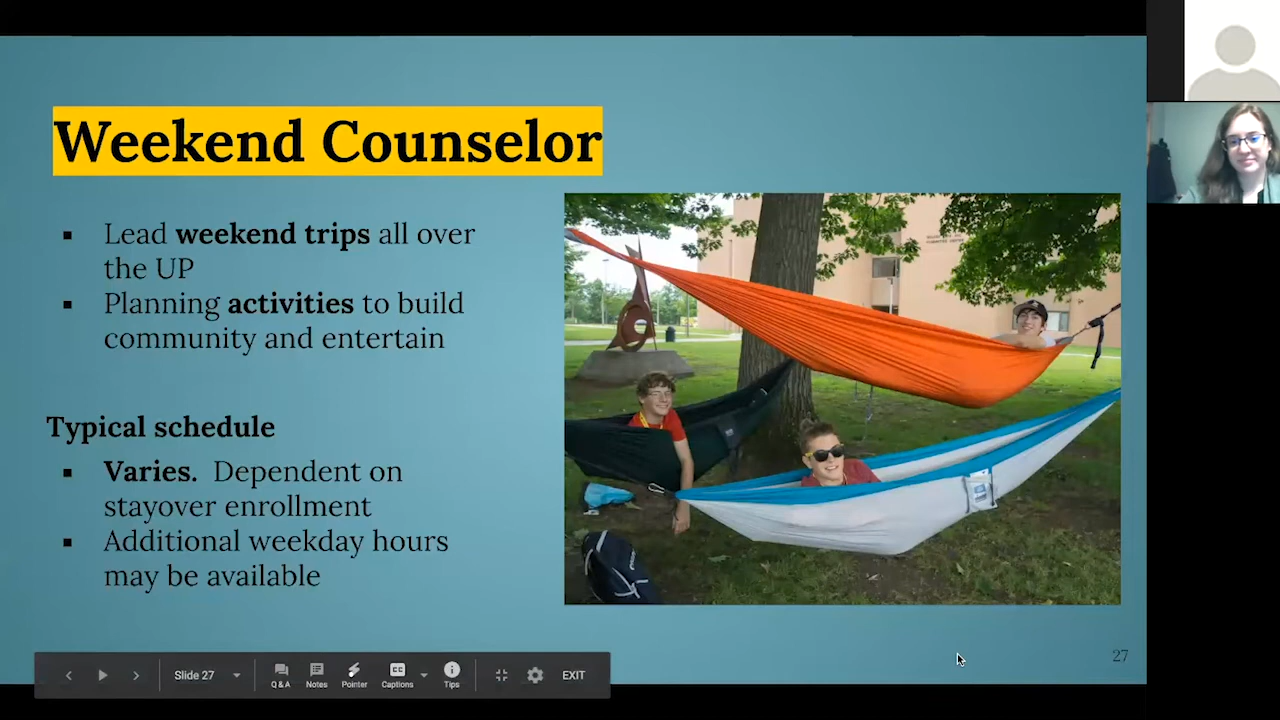 Weekend Counselor
▪ Lead weekend trips all over
the UP
▪ Planning activities to build
community and entertain
Typical schedule
▪ Varies. Dependent on
stayover enrollment
▪ Additional weekday hours
may be available
27
Slide 27
Q & A
Notes
Pointer
CC
Captions
Tips
EXIT